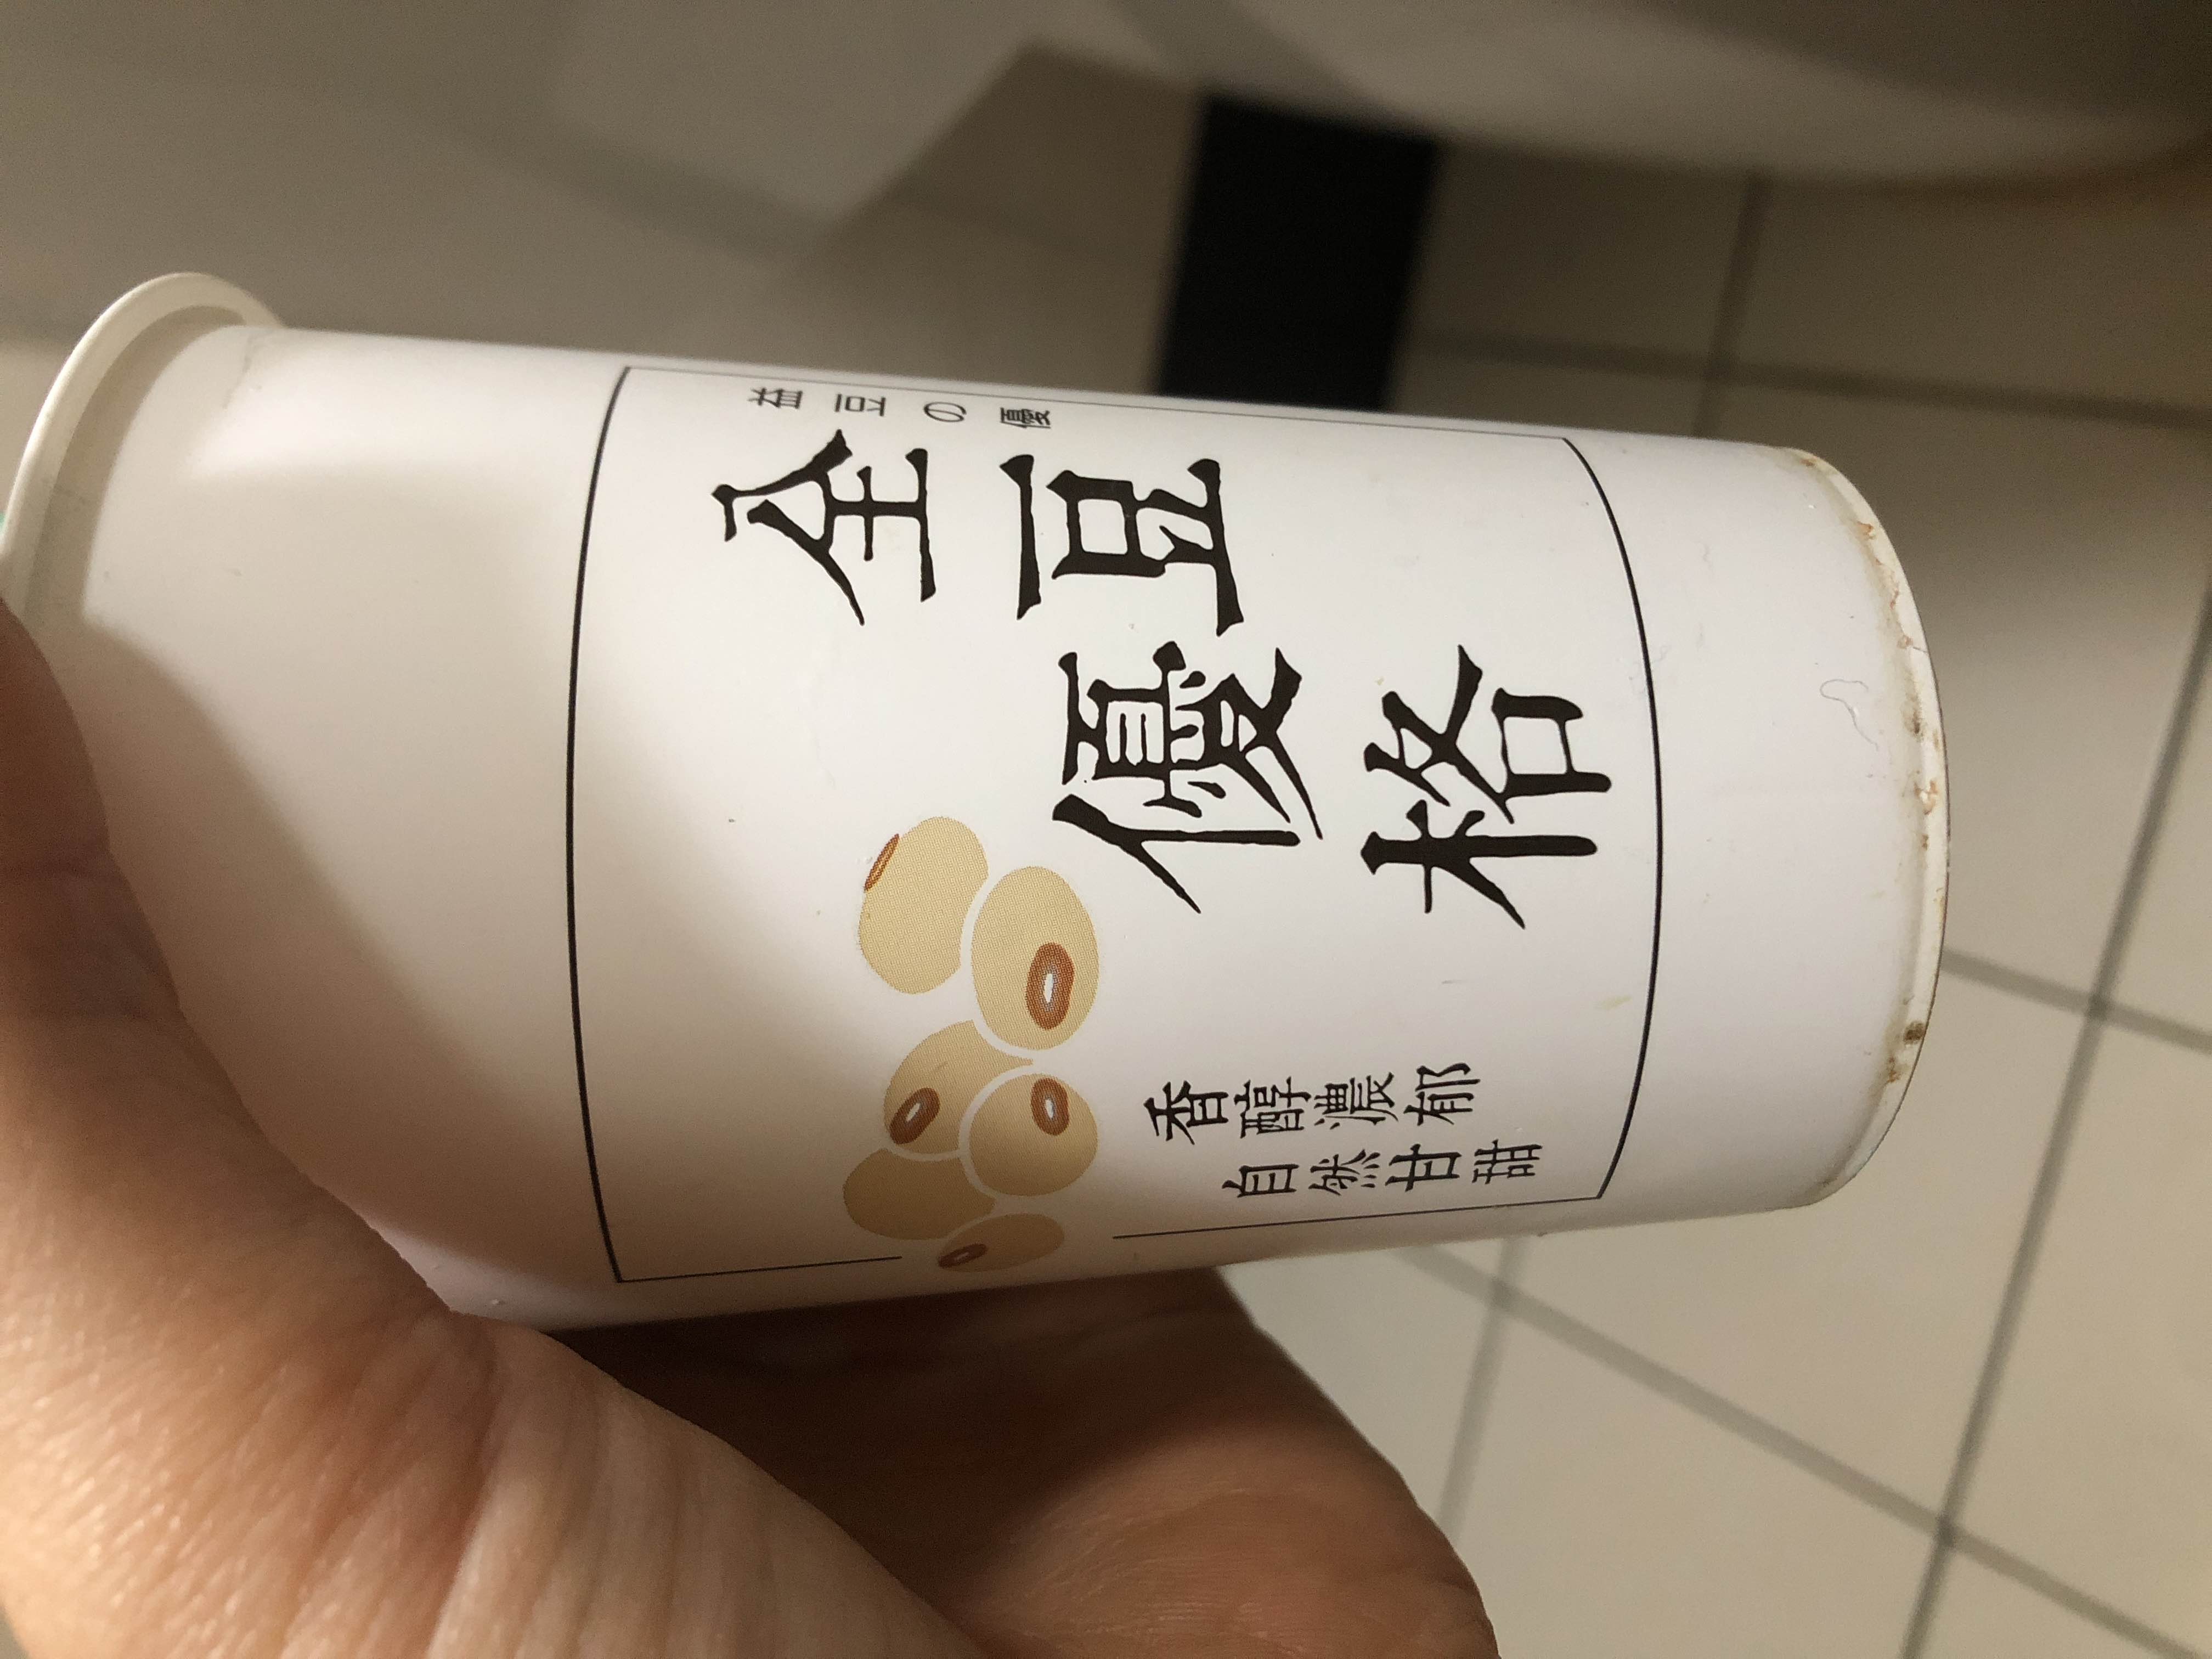 益豆の優
全豆
優格
香醇濃郁
自然甘甜